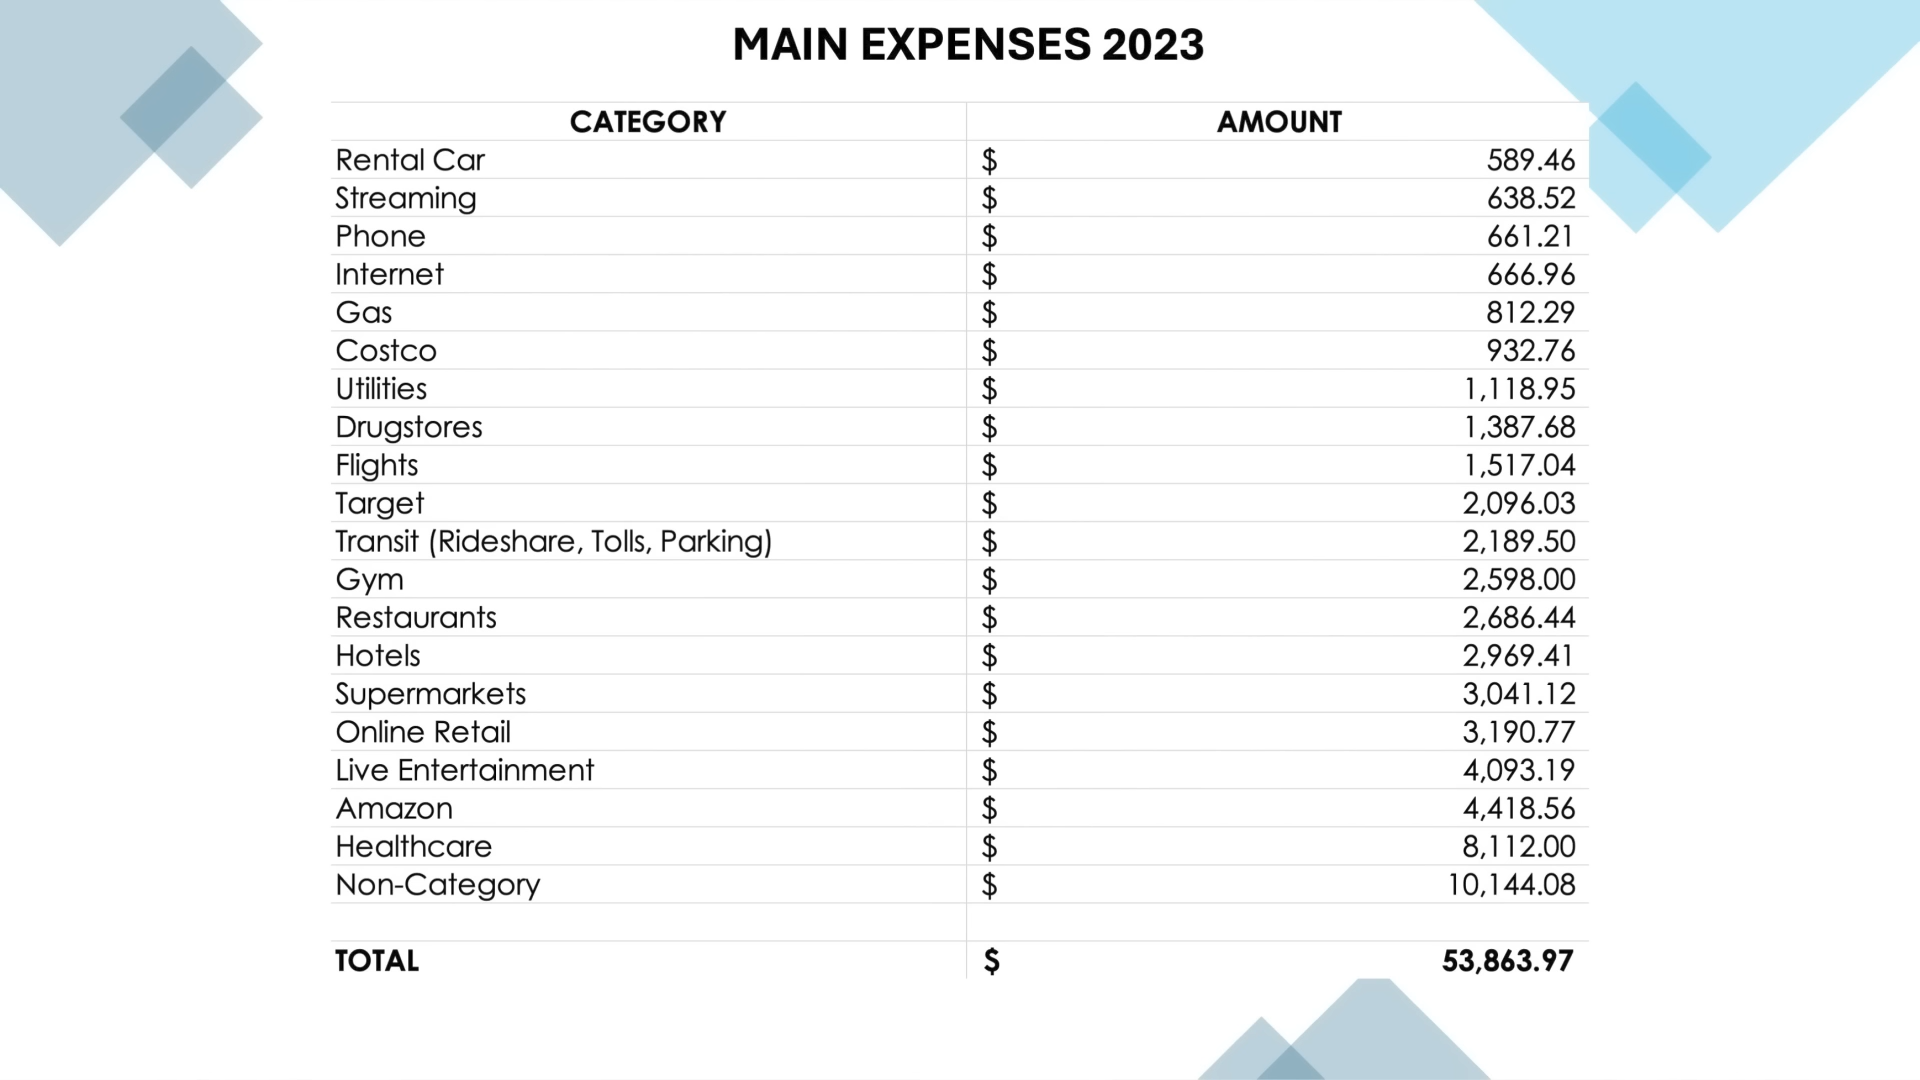 MAIN EXPENSES 2023
CATEGORY AMOUNT
Rental Car $ 589.46
Streaming $ 638.52
Phone $ 661.21
Internet $ 666.96
Gas $ 812.29
Costco $ 932.76
Utilities $ 1,118.95
Drugstores $ 1,387.68
Flights $ 1,517.04
Target $ 2,096.03
Transit (Rideshare, Tolls, Parking) $ 2,189.50
Gym $ 2,598.00
Restaurants $ 2,686.44
Hotels $ 2,969.41
Supermarkets $ 3,041.12
Online Retail $ 3,190.77
Live Entertainment $ 4,093.19
Amazon $ 4,418.56
Healthcare $ 8,112.00
Non-Category $ 10,144.08
TOTAL $ 53,863.97